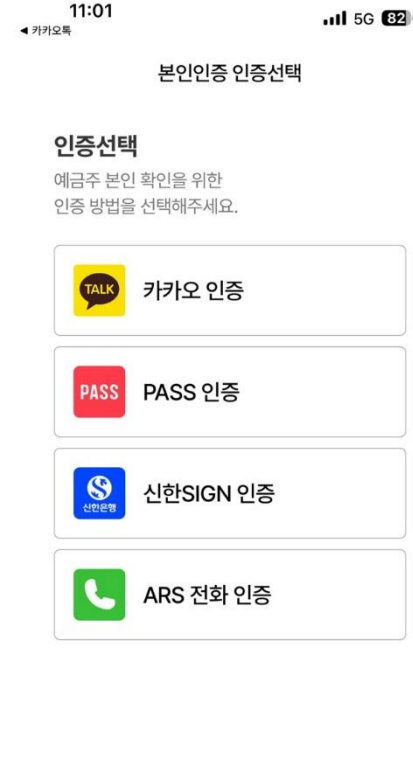 11:01
5G 82
◀ 카카오톡
본인인증 인증선택
인증선택
예금주 본인 확인을 위한
인증 방법을 선택해주세요.
TALK 카카오 인증
PASS PASS 인증
S 신한은행 신한SIGN 인증
ARS 전화 인증